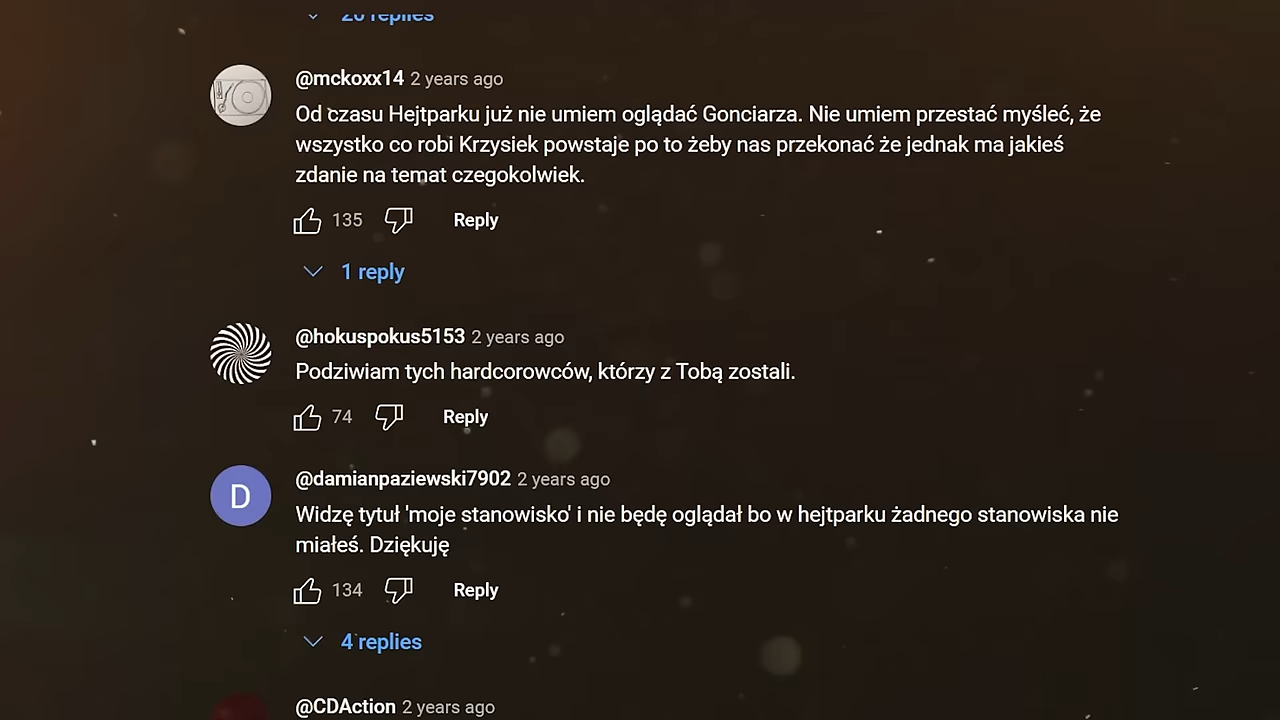 20 replies
@mckoxx14 2 years ago
Od czasu Hejtparku już nie umiem oglądać Gonciarza. Nie umiem przestać myśleć, że
wszystko co robi Krzysiek powstaje po to żeby nas przekonać że jednak ma jakieś
zdanie na temat czegokolwiek.
135 Reply
1 reply
@hokuspokus5153 2 years ago
Podziwiam tych hardcorowców, którzy z Tobą zostali.
74 Reply
D
@damianpaziewski7902 2 years ago
Widzę tytuł 'moje stanowisko' i nie będę oglądał bo w hejtparku żadnego stanowiska nie
miałeś. Dziękuję
134 Reply
4 replies
@CDAction 2 years ago